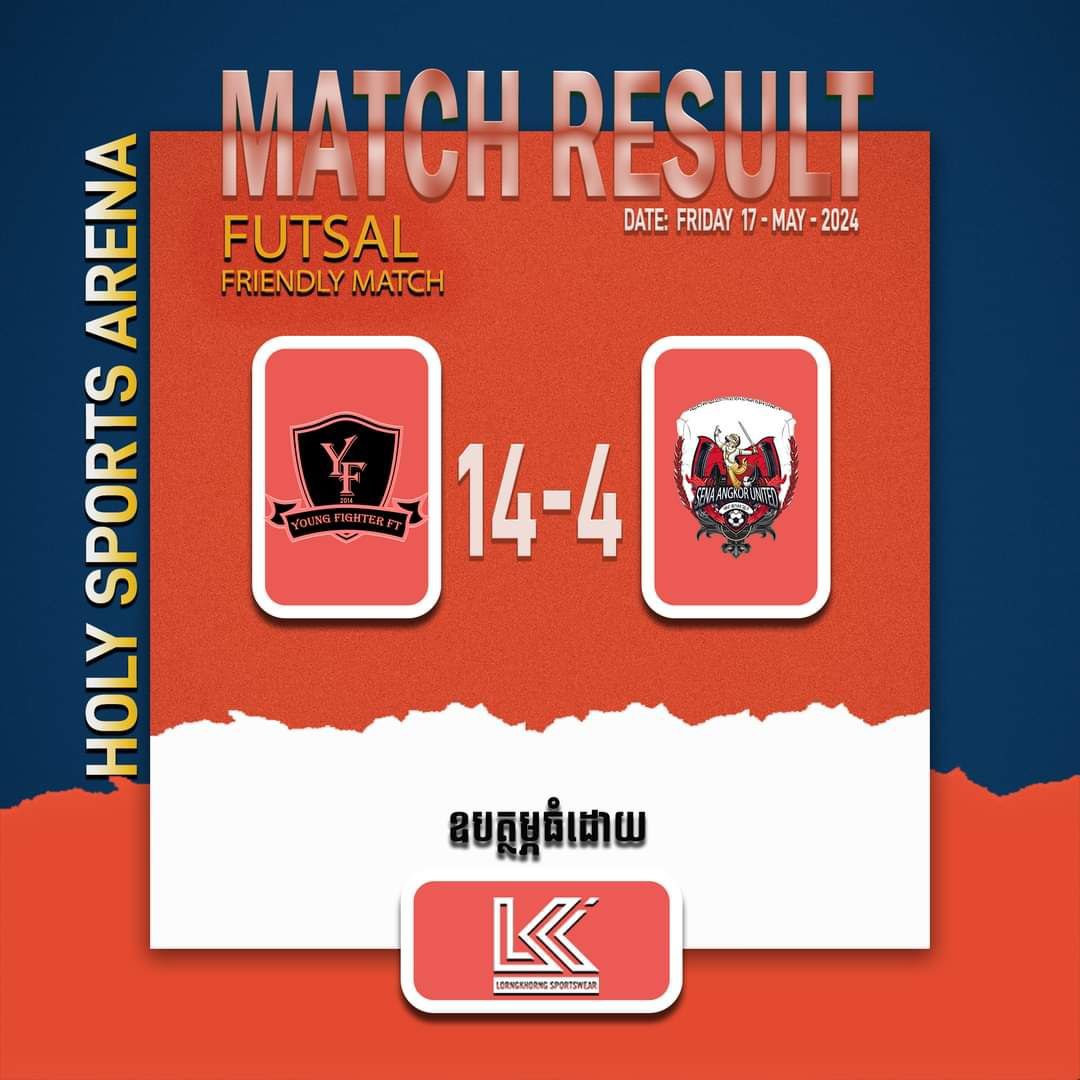 MATCH RESULT
FUTSAL
FRIENDLY MATCH
DATE: FRIDAY 17 - MAY - 2024
HOLY SPORTS ARENA
YF
2014
YOUNG FIGHTER FT
14-4
SENA ANGKOR UNITED
ឧបត្ថម្ភធំដោយ
LK
LORNGKHORNG SPORTSWEAR